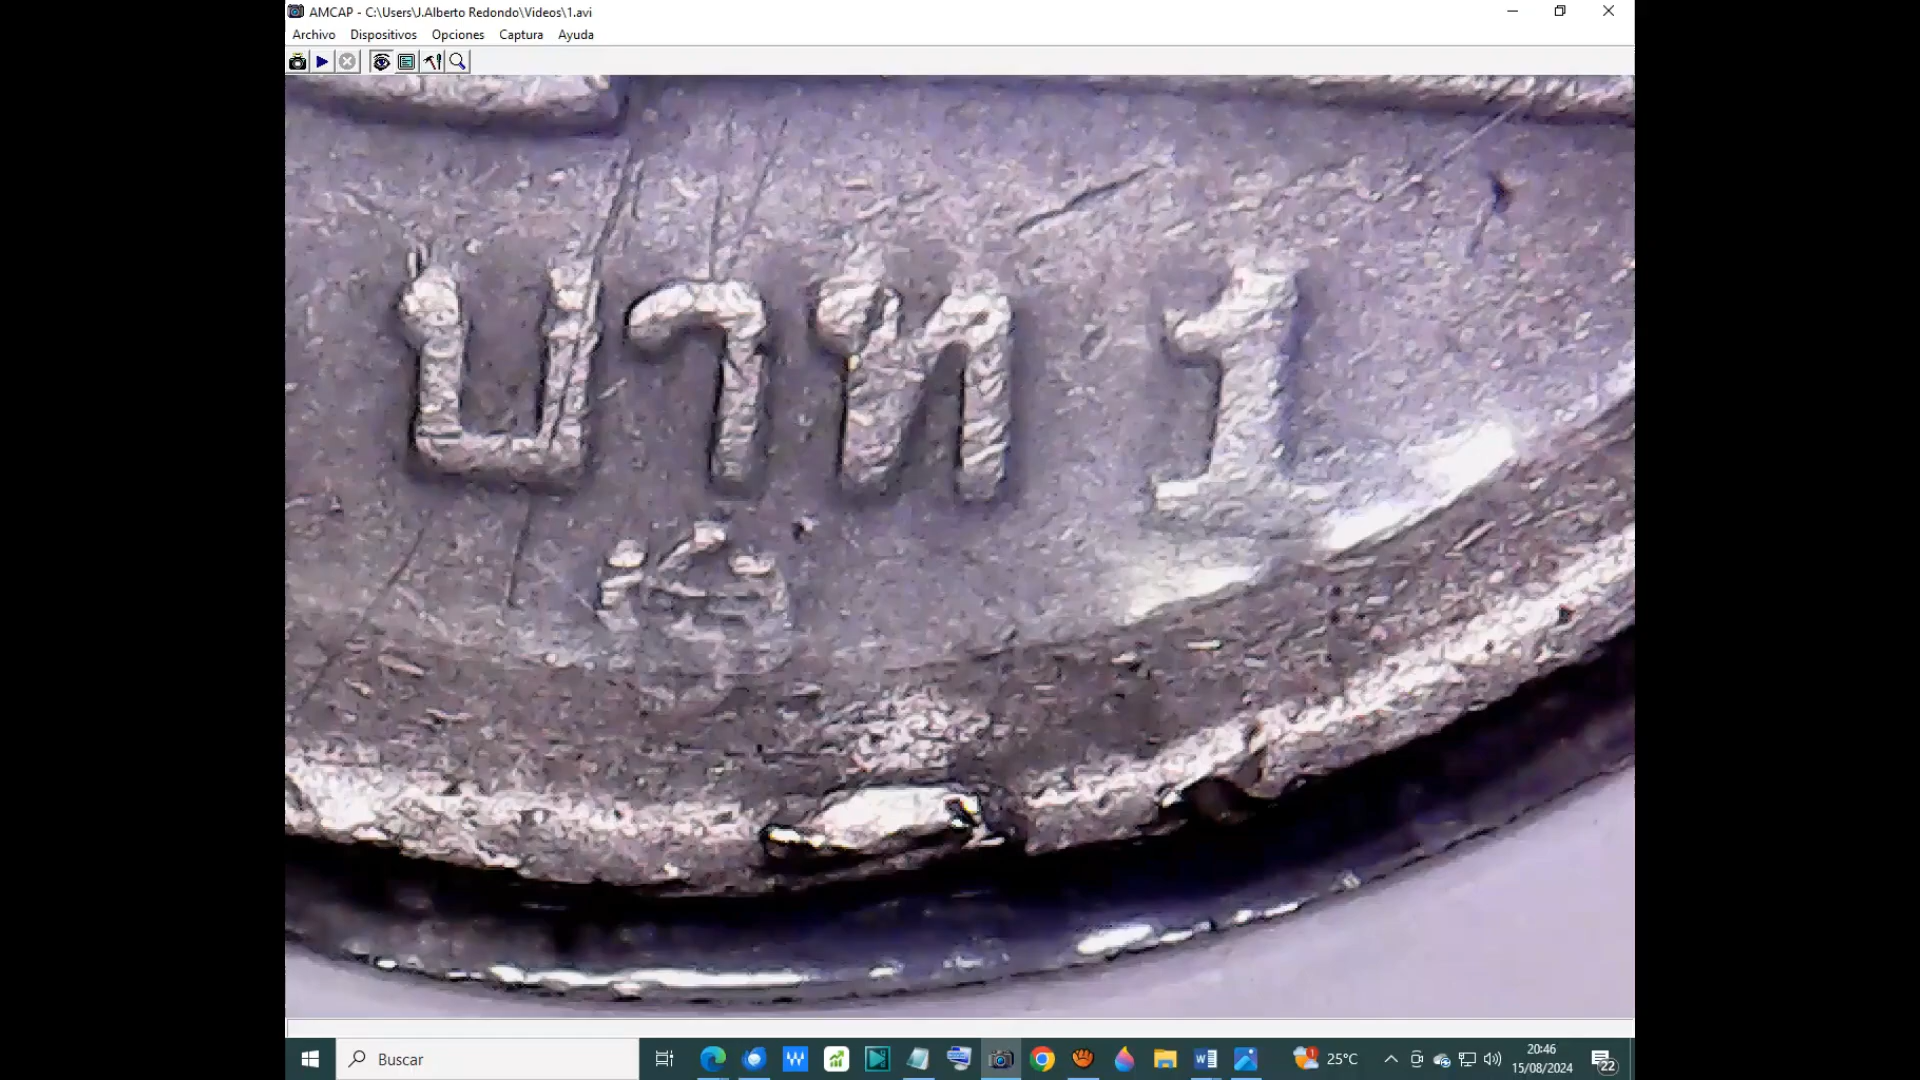 AMCAP - C:\Users\J.Alberto Redondo\Videos\1.avi
Archivo Dispositivos Opciones Captura Ayuda
บาท 1
Buscar
25°C
20:46
15/08/2024
22